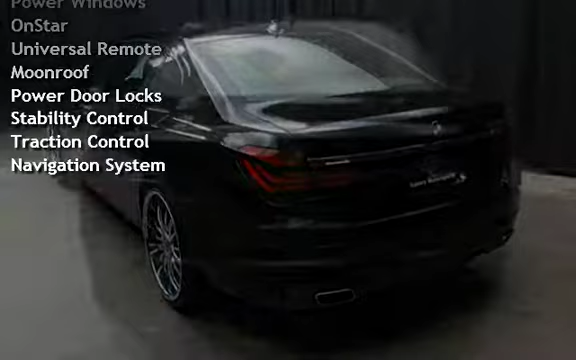 Power Windows
OnStar
Universal Remote
Moonroof
Power Door Locks
Stability Control
Traction Control
Navigation System